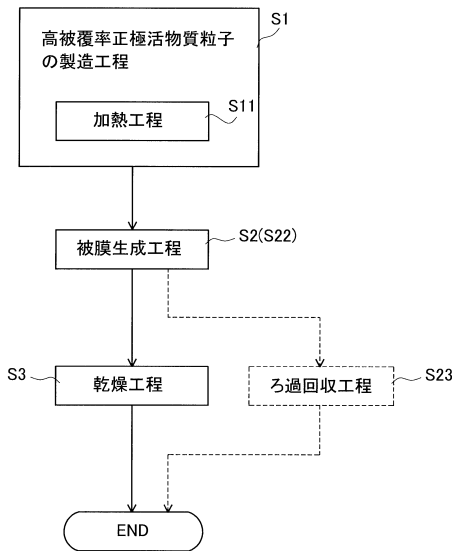 S1
高被覆率正極活物質粒子
の製造工程
S11
加熱工程
被膜生成工程
S2(S22)
S3
乾燥工程
ろ過回収工程
S23
END